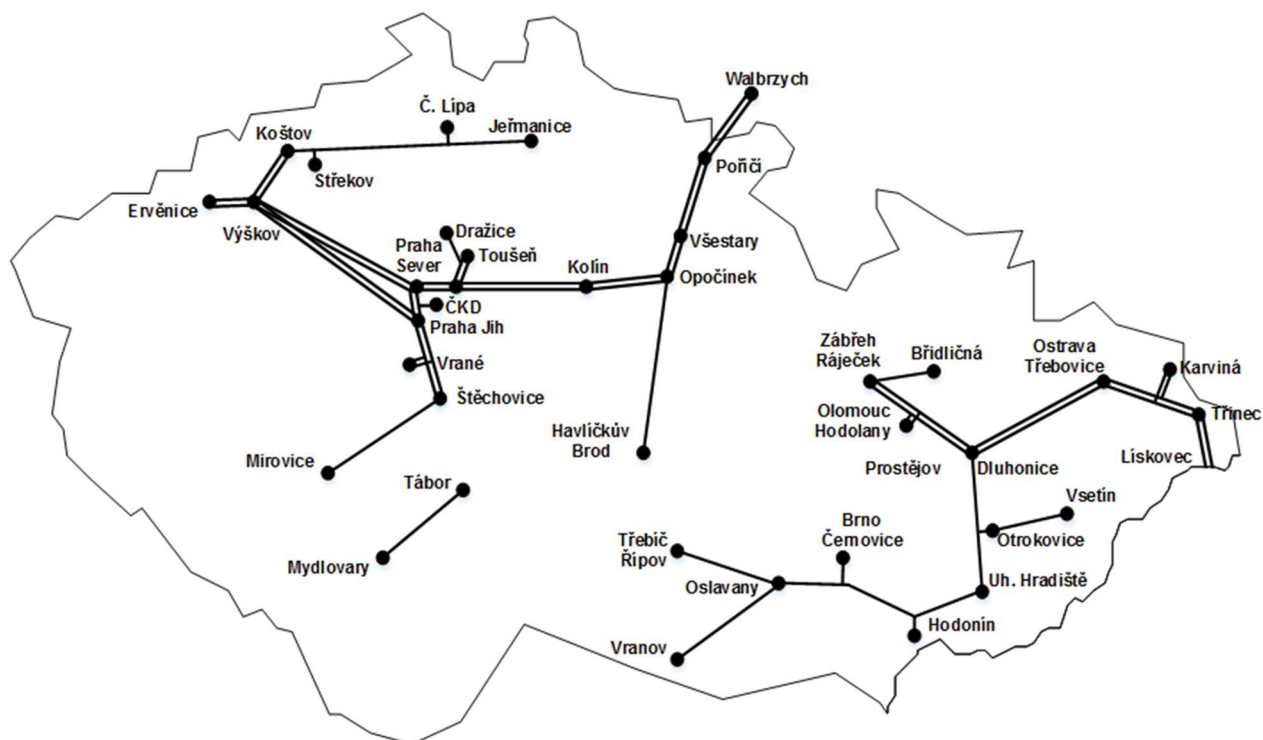 Walbrzych
Č. Lípa
Jeřmanice
Koštov
Poříčí
Střekov
Ervěnice
Výškov
Dražice
Praha
Sever
Toušeň
Všestary
Kolín
Opočínek
ČKD
Praha Jih
Vrané
Štěchovice
Zábřeh
Ráječek
Břidličná
Ostrava
Třebovice
Karviná
Olomouc
Hodolany
Třinec
Havlíčkův
Brod
Mirovice
Prostějov
Dluhonice
Lískovec
Tábor
Vsetín
Mydlovary
Třebíč
Řípov
Brno
Černovice
Otrokovice
Oslavany
Uh. Hradiště
Hodonín
Vranov